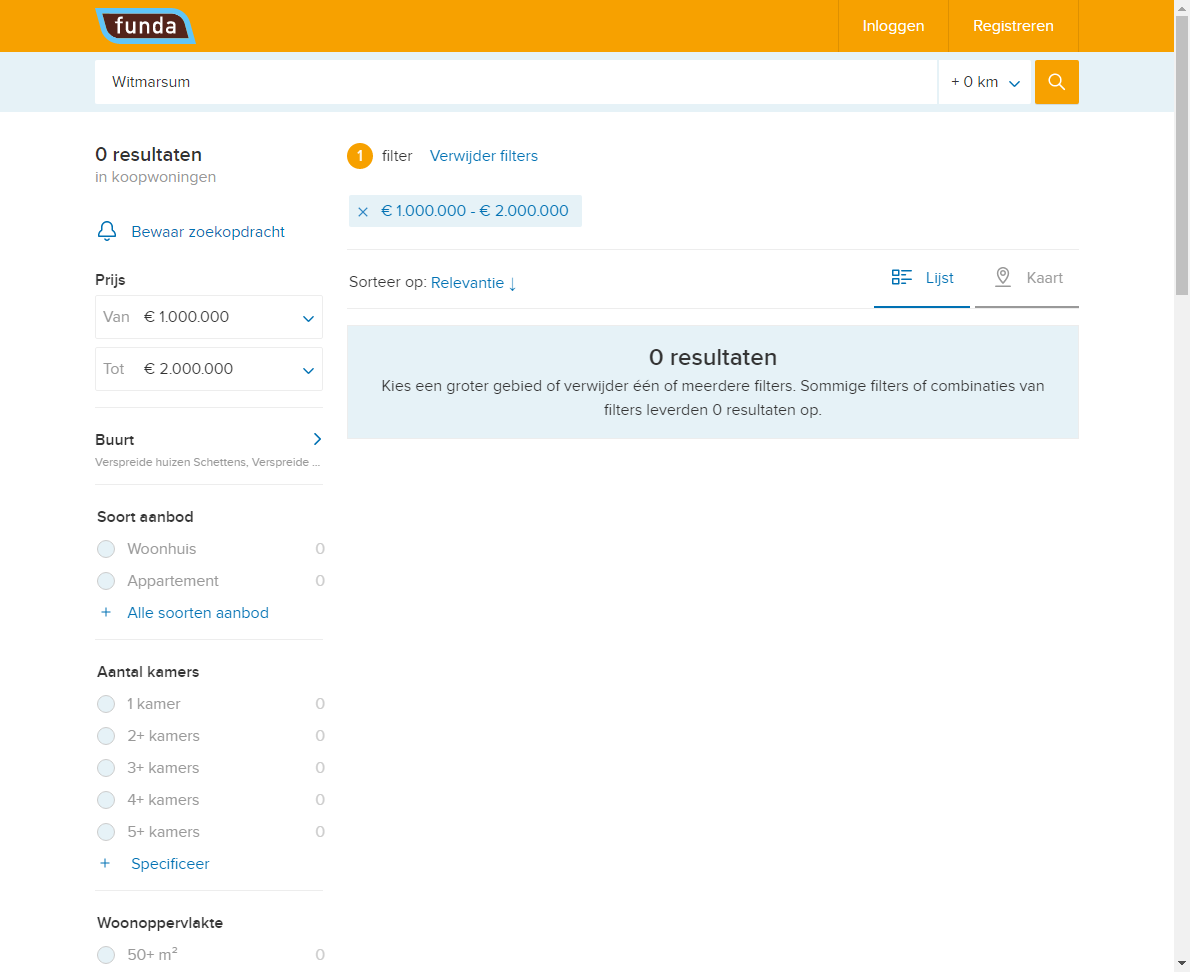 funda
Inloggen
Registreren
Witmarsum
+ 0 km
0 resultaten
in koopwoningen
Bewaar zoekopdracht
Prijs
Van € 1.000.000
Tot € 2.000.000
Buurt
Verspreide huizen Schettens, Verspreide ...
Soort aanbod
Woonhuis 0
Appartement 0
+ Alle soorten aanbod
Aantal kamers
1 kamer 0
2+ kamers 0
3+ kamers 0
4+ kamers 0
5+ kamers 0
+ Specificeer
Woonoppervlakte
50+ m² 0
1 filter Verwijder filters
× € 1.000.000 - € 2.000.000
Sorteer op: Relevantie ↓
Lijst
Kaart
0 resultaten
Kies een groter gebied of verwijder één of meerdere filters. Sommige filters of combinaties van
filters leverden 0 resultaten op.